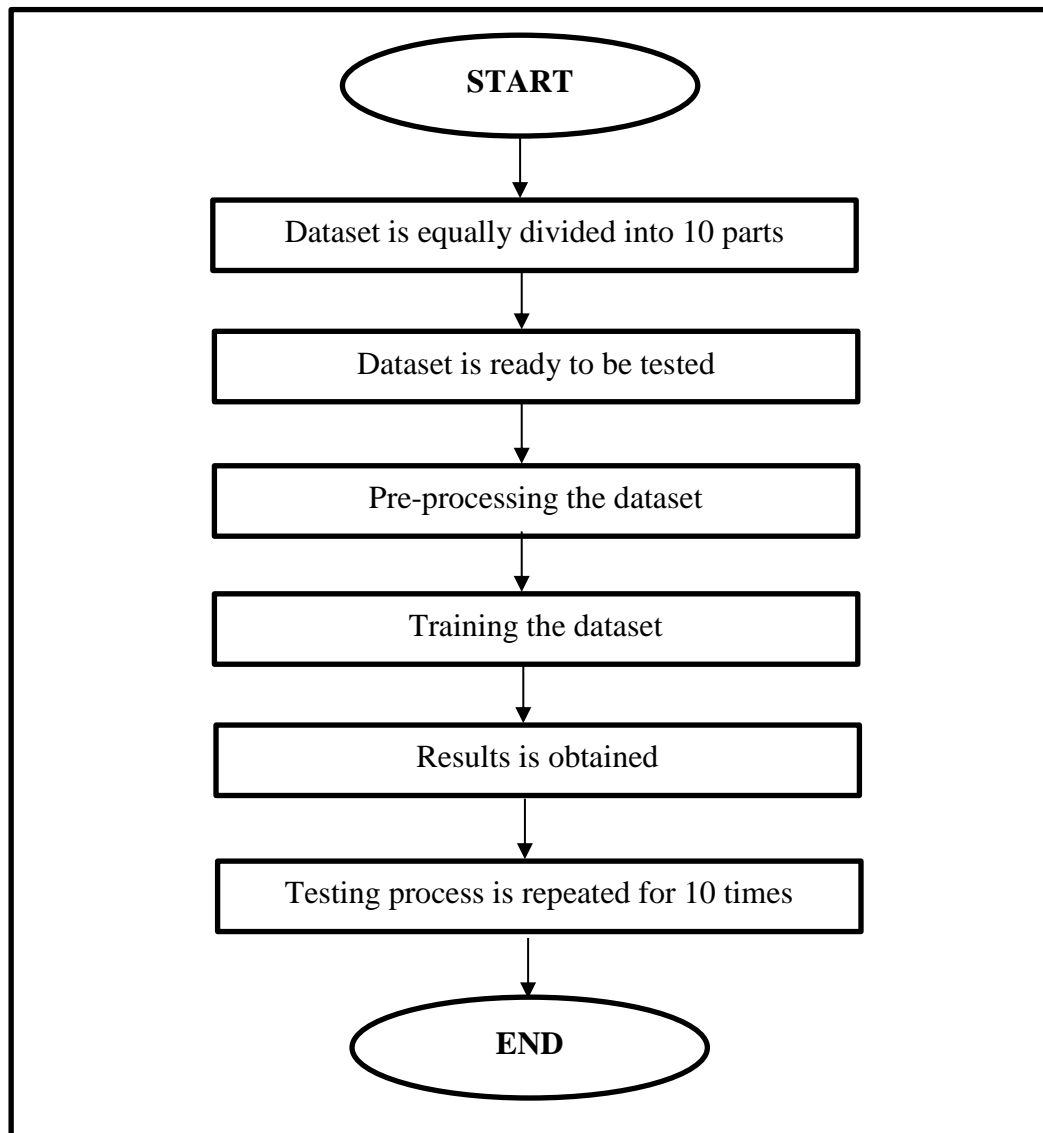 START
Dataset is equally divided into 10 parts
Dataset is ready to be tested
Pre-processing the dataset
Training the dataset
Results is obtained
Testing process is repeated for 10 times
END